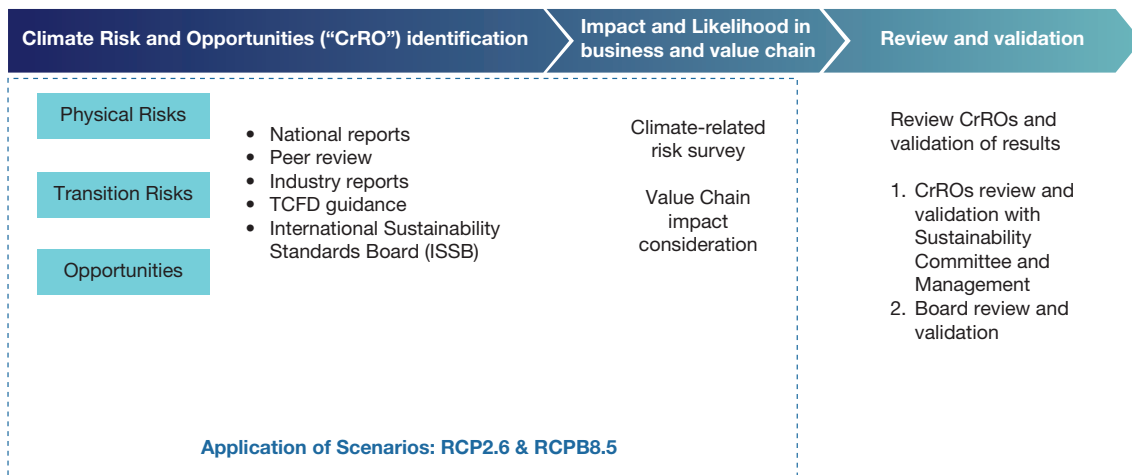 Climate Risk and Opportunities (“CrRO”) identification
Impact and Likelihood in
business and value chain
Review and validation
Physical Risks
Transition Risks
Opportunities
• National reports
• Peer review
• Industry reports
• TCFD guidance
• International Sustainability
Standards Board (ISSB)
Climate-related
risk survey
Value Chain
impact
consideration
Review CrROs and
validation of results
1. CrROs review and
validation with
Sustainability
Committee and
Management
2. Board review and
validation
Application of Scenarios: RCP2.6 & RCPB8.5